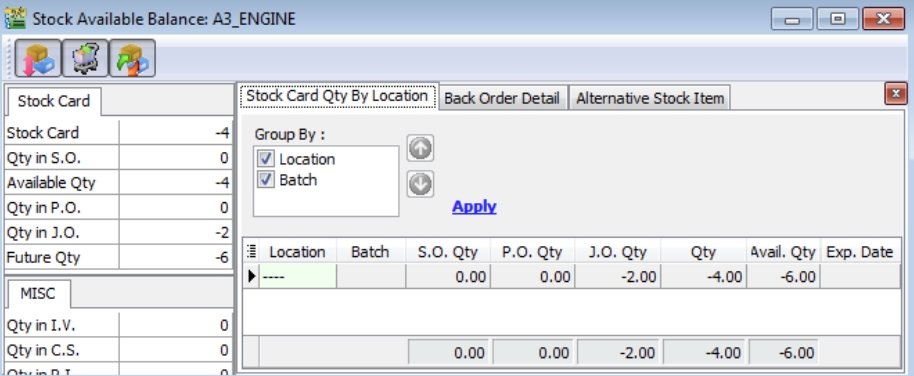 Stock Available Balance: A3_ENGINE
Stock Card
Stock Card -4
Qty in S.O. 0
Available Qty -4
Qty in P.O. 0
Qty in J.O. -2
Future Qty -6
MISC
Qty in I.V. 0
Qty in C.S. 0
Stock Card Qty By Location Back Order Detail Alternative Stock Item
Group By :
Location
Batch
Apply
Location Batch S.O. Qty P.O. Qty J.O. Qty Qty Avail. Qty Exp. Date
---- 0.00 0.00 -2.00 -4.00 -6.00
0.00 0.00 -2.00 -4.00 -6.00